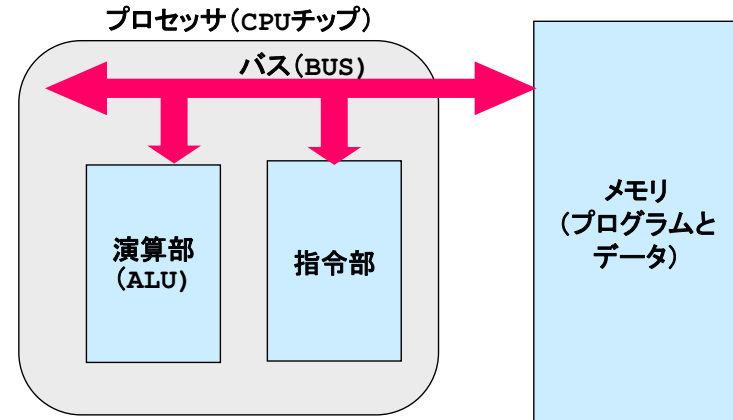 プロセッサ(CPUチップ)
バス(BUS)
演算部
(ALU)
指令部
メモリ
(プログラムと
データ)